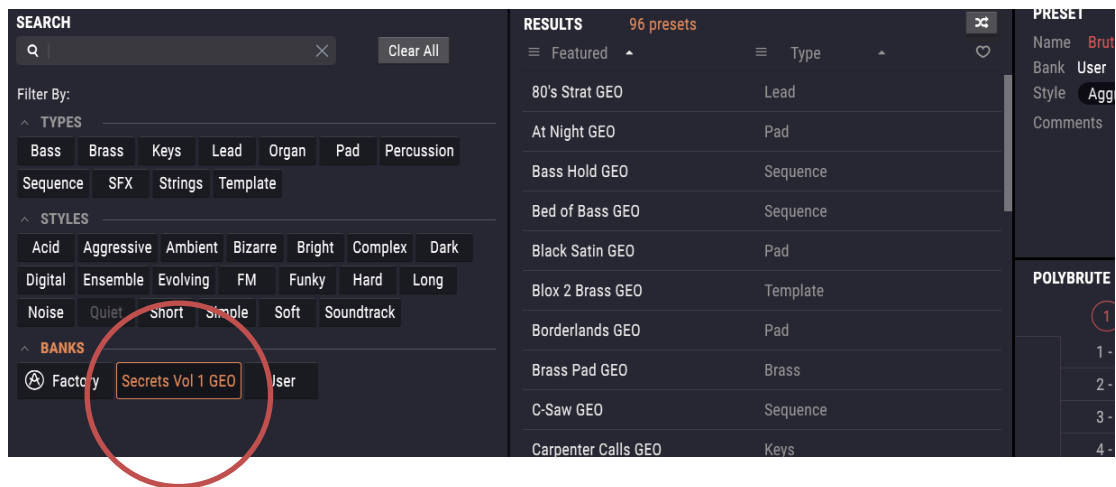 SEARCH
Clear All
Filter By:
TYPES
Bass Brass Keys Lead Organ Pad Percussion
Sequence SFX Strings Template
STYLES
Acid Aggressive Ambient Bizarre Bright Complex Dark
Digital Ensemble Evolving FM Funky Hard Long
Noise Quiet Short Simple Soft Soundtrack
BANKS
Factory Secrets Vol 1 GEO User
RESULTS 96 presets
Featured Type
80's Strat GEO Lead
At Night GEO Pad
Bass Hold GEO Sequence
Bed of Bass GEO Sequence
Black Satin GEO Pad
Blox 2 Brass GEO Template
Borderlands GEO Pad
Brass Pad GEO Brass
C-Saw GEO Sequence
Carpenter Calls GEO Keys
PRESET
Name Brut
Bank User
Style Aggr
Comments
POLYBRUTE
1
1 -
2 -
3 -
4 -